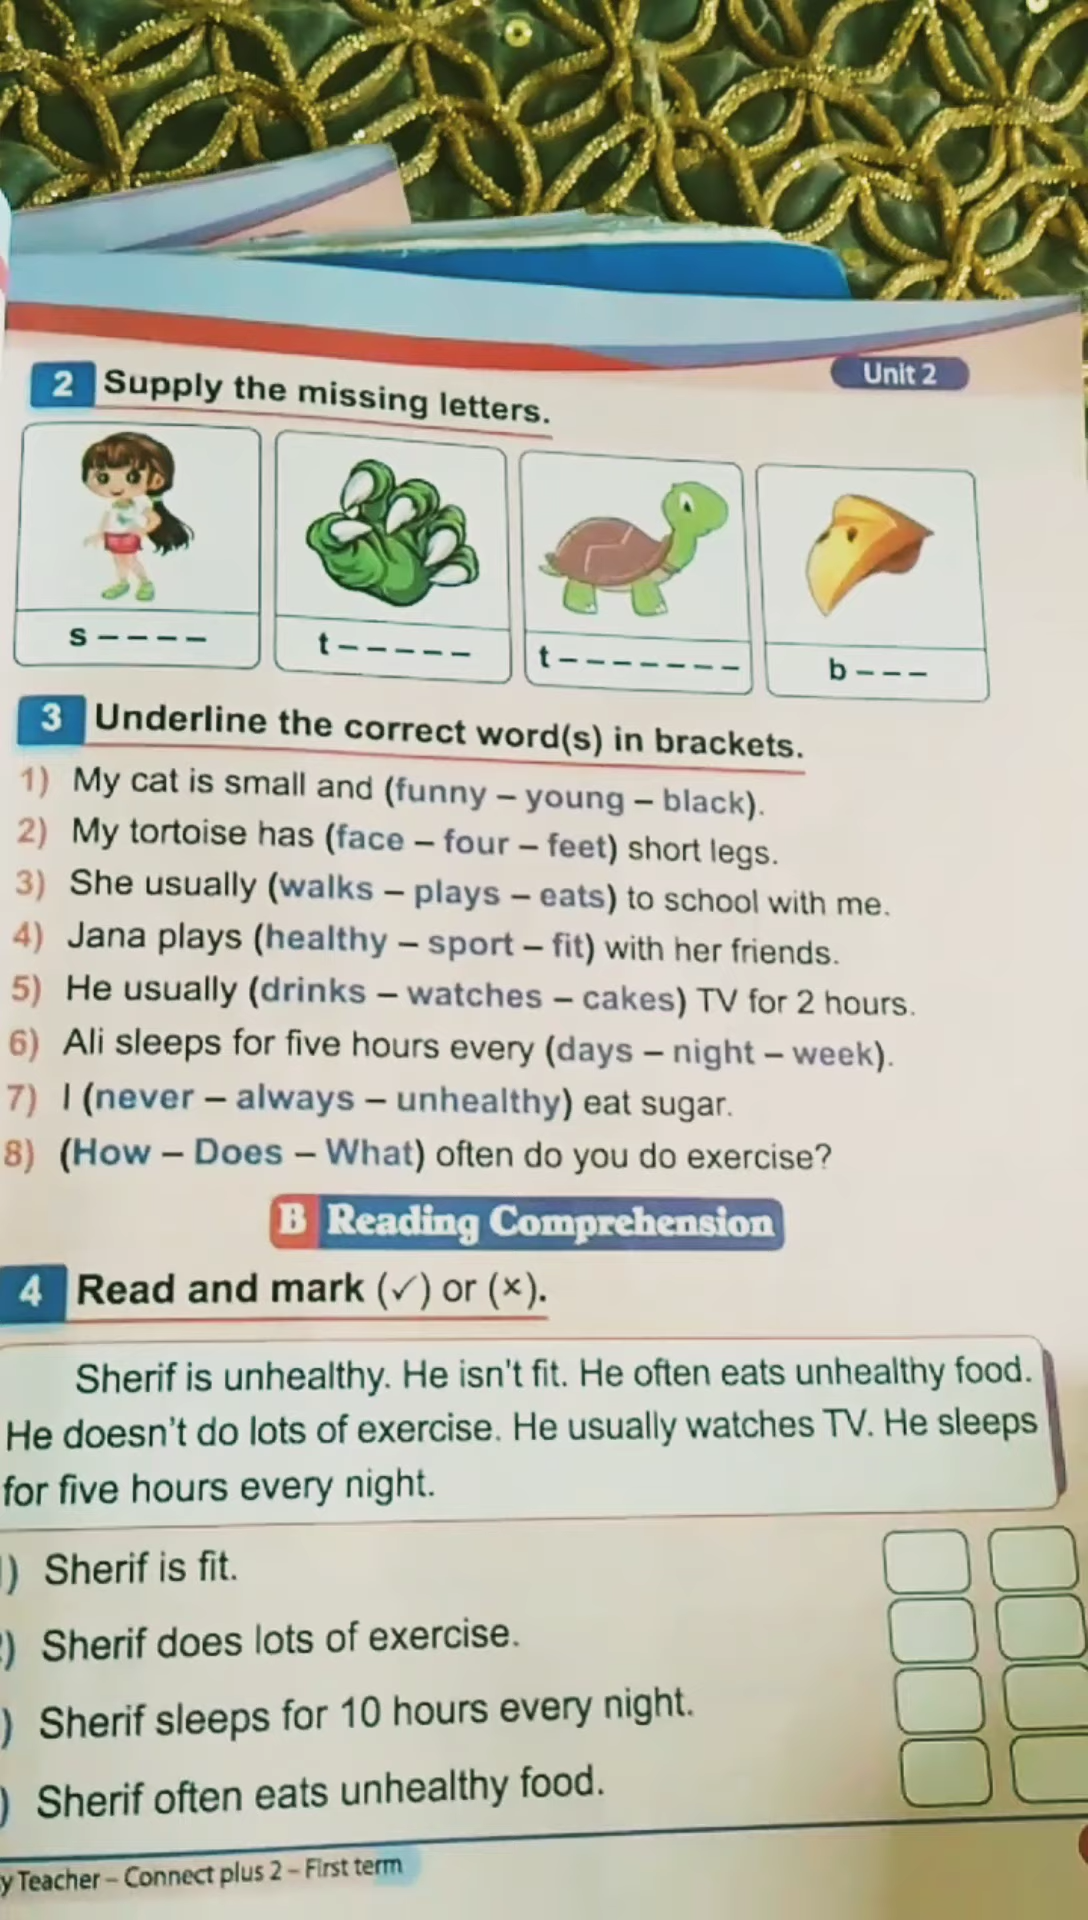 Unit 2
2 Supply the missing letters.
s – – – –
t – – – – –
t – – – – – – –
b – – –
3 Underline the correct word(s) in brackets.
1) My cat is small and (funny – young – black).
2) My tortoise has (face – four – feet) short legs.
3) She usually (walks – plays – eats) to school with me.
4) Jana plays (healthy – sport – fit) with her friends.
5) He usually (drinks – watches – cakes) TV for 2 hours.
6) Ali sleeps for five hours every (days – night – week).
7) I (never – always – unhealthy) eat sugar.
8) (How – Does – What) often do you do exercise?
B Reading Comprehension
4 Read and mark (✓) or (×).
Sherif is unhealthy. He isn't fit. He often eats unhealthy food.
He doesn't do lots of exercise. He usually watches TV. He sleeps
for five hours every night.
) Sherif is fit.
) Sherif does lots of exercise.
) Sherif sleeps for 10 hours every night.
) Sherif often eats unhealthy food.
y Teacher – Connect plus 2 – First term